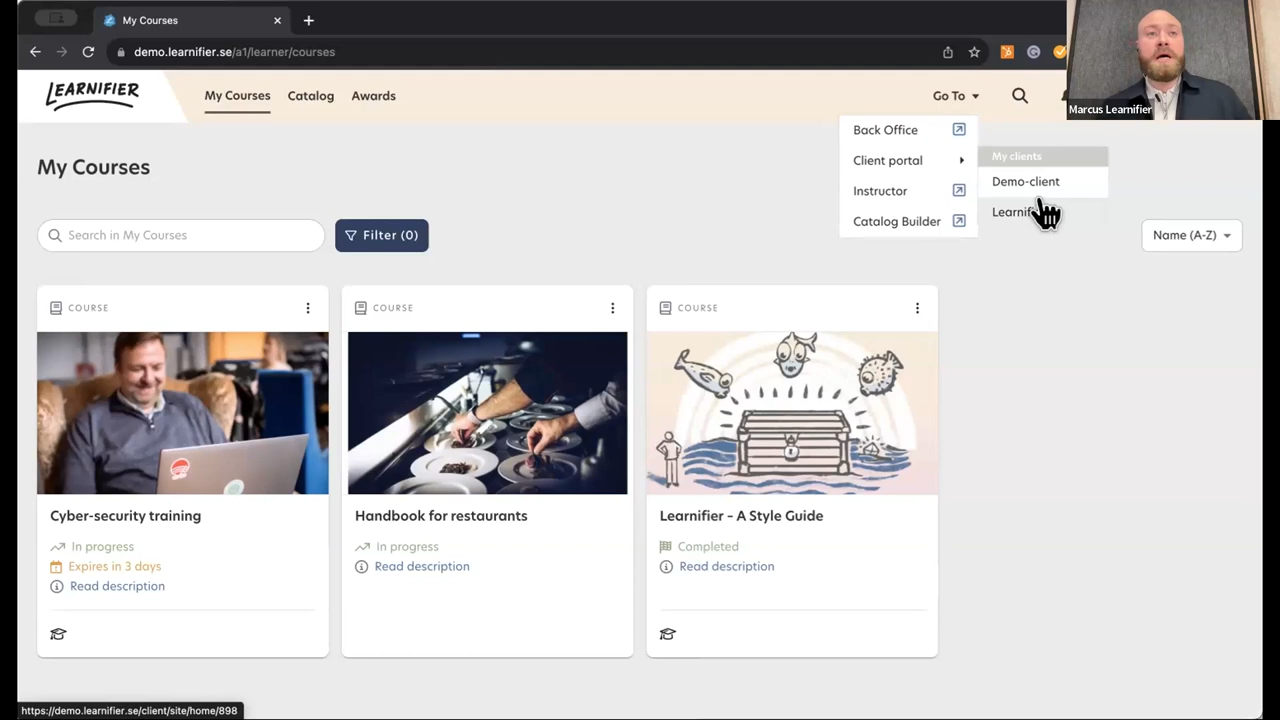 My Courses
demo.learnifier.se/a1/learner/courses
Marcus Learnifier
LEARNIFIER
My Courses
Catalog
Awards
Go To
Back Office
Client portal
Instructor
Catalog Builder
My clients
Demo-client
My Courses
Search in My Courses
Filter (0)
Name (A-Z)
COURSE
Cyber-security training
In progress
Expires in 3 days
Read description
COURSE
Handbook for restaurants
In progress
Read description
COURSE
Learnifier – A Style Guide
Completed
Read description
https://demo.learnifier.se/client/site/home/898